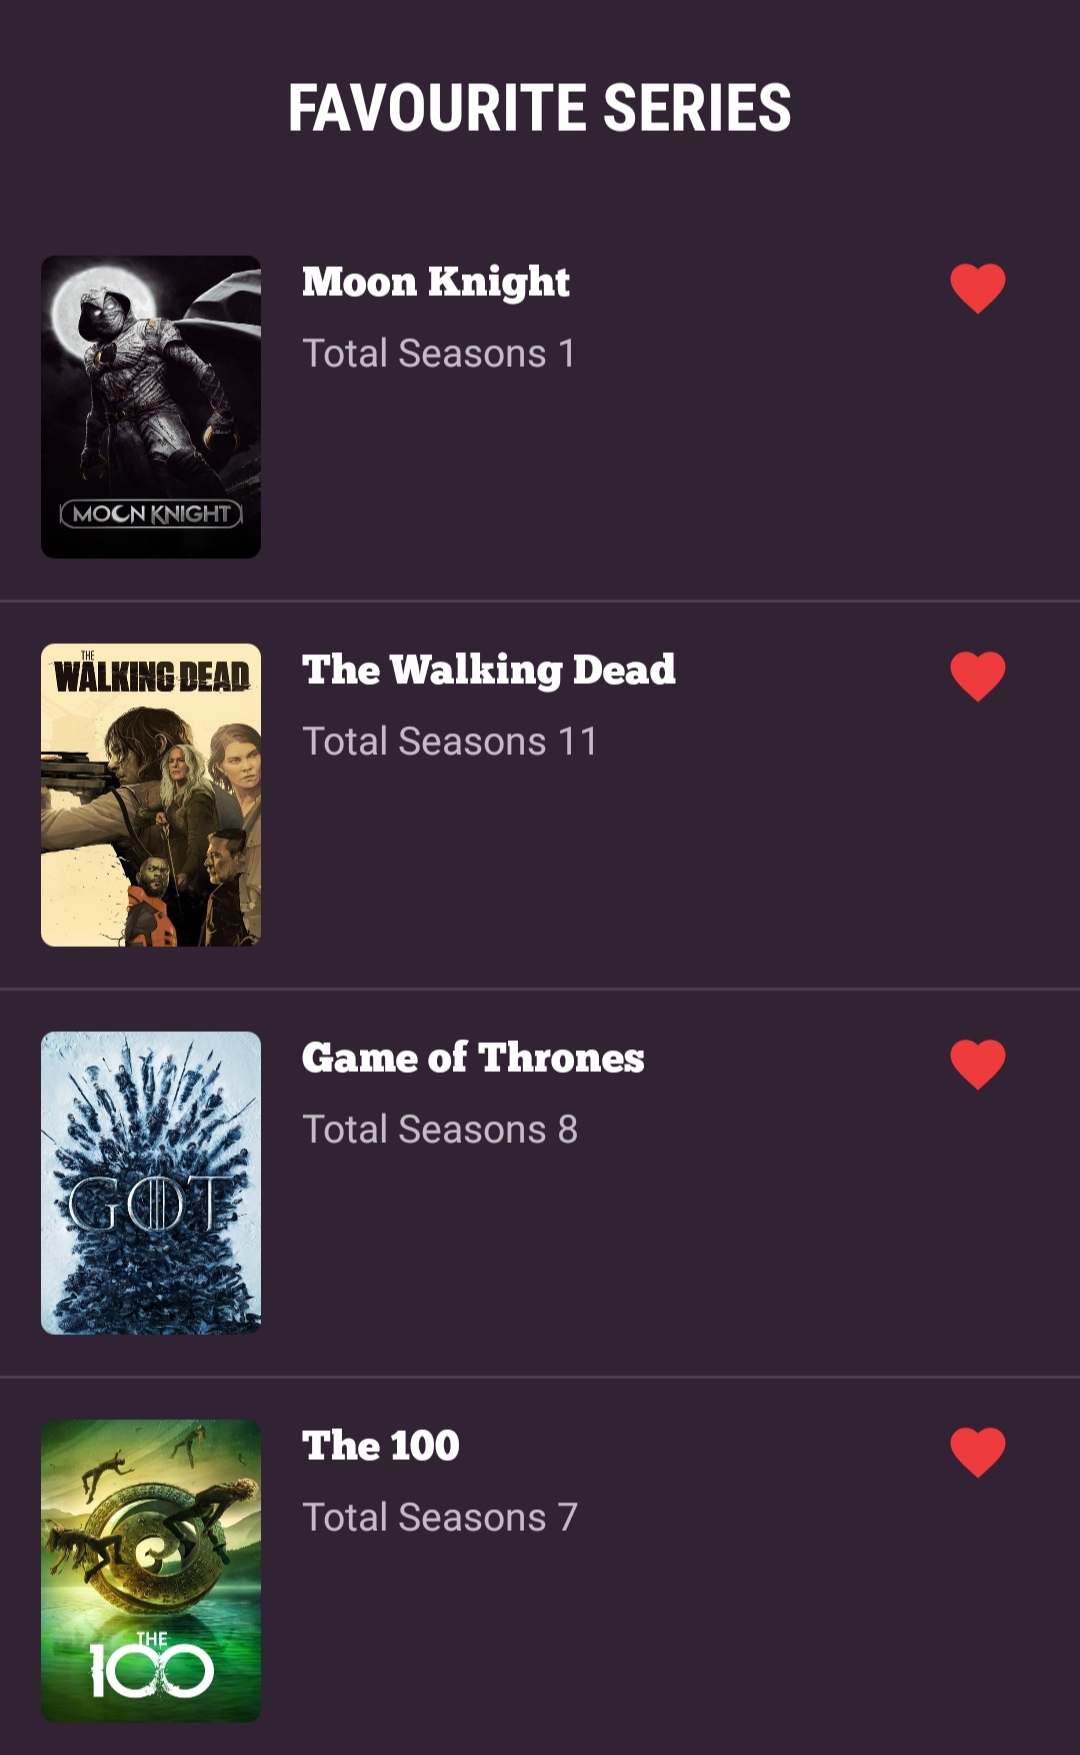 FAVOURITE SERIES
Moon Knight
Total Seasons 1
MOON KNIGHT
THE
WALKING DEAD
The Walking Dead
Total Seasons 11
Game of Thrones
Total Seasons 8
GOT
The 100
Total Seasons 7
THE
100